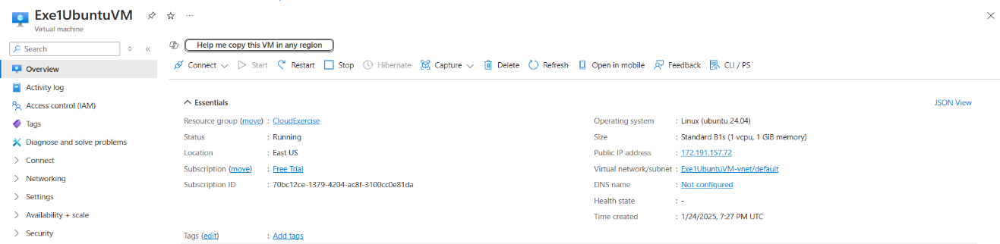 Exe1UbuntuVM
Virtual machine
Search
Overview
Activity log
Access control (IAM)
Tags
Diagnose and solve problems
Connect
Networking
Settings
Availability + scale
Security
Help me copy this VM in any region
Connect Start Restart Stop Hibernate Capture Delete Refresh Open in mobile Feedback CLI / PS
Essentials JSON View
Resource group (move) : CloudExercise
Status : Running
Location : East US
Subscription (move) : Free Trial
Subscription ID : 70bc12ce-1379-4204-ac8f-3100cc0e81da
Operating system : Linux (ubuntu 24.04)
Size : Standard B1s (1 vcpu, 1 GiB memory)
Public IP address : 172.191.157.72
Virtual network/subnet : Exe1UbuntuVM-vnet/default
DNS name : Not configured
Health state : -
Time created : 1/24/2025, 7:27 PM UTC
Tags (edit) : Add tags